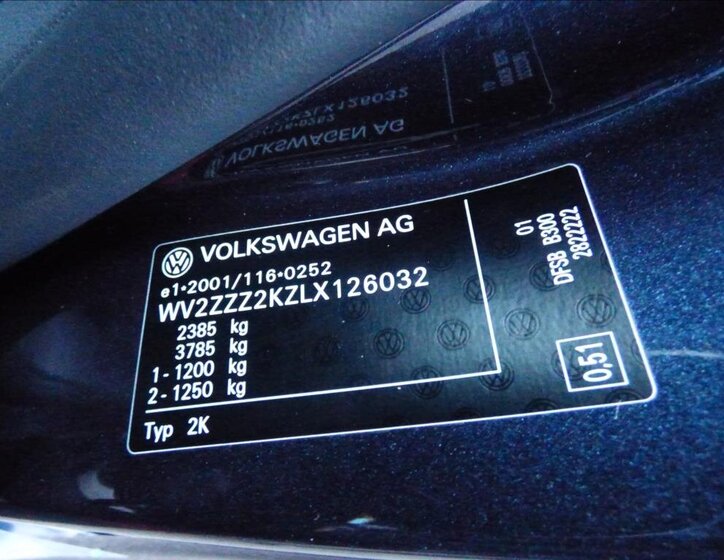 VOLKSWAGEN AG
e1*2001/116*0252
WV2ZZZ2KZLX126032
2385 kg
3785 kg
1 - 1200 kg
2 - 1250 kg
Typ 2K
01
DFSB B300
2822222
0,51
VOLKSWAGEN AG